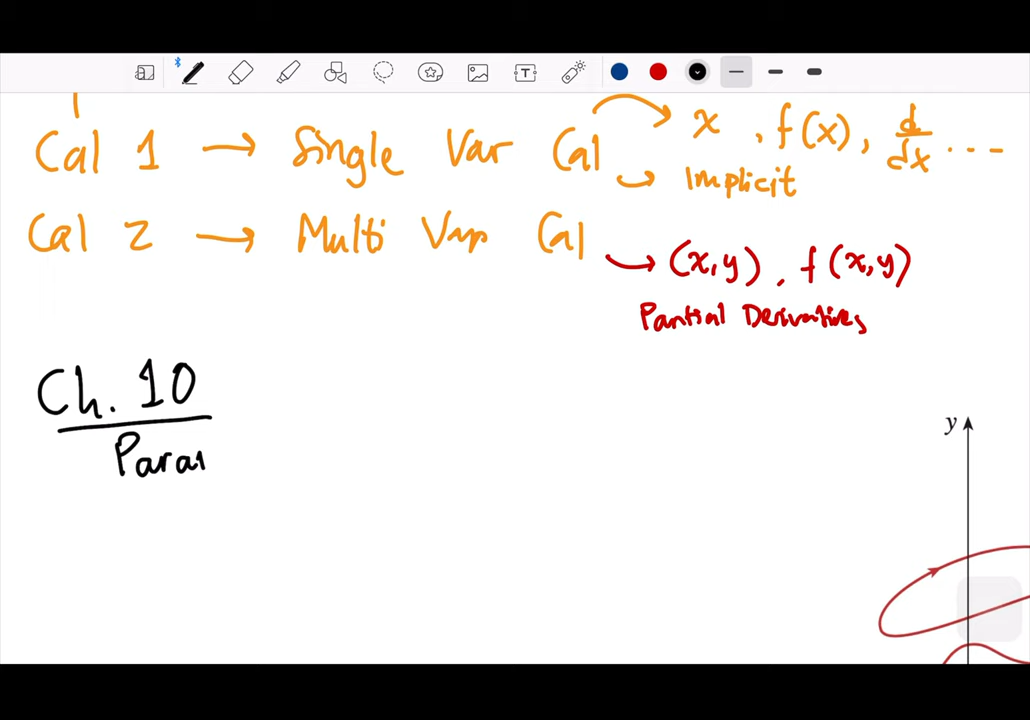 Cal 1 → Single Var Cal → x , f(x), d/dx ...
→ Implicit
Cal 2 → Multi Var Cal
→ (x,y) , f(x,y)
Partial Derivatives
Ch. 10
Para
y